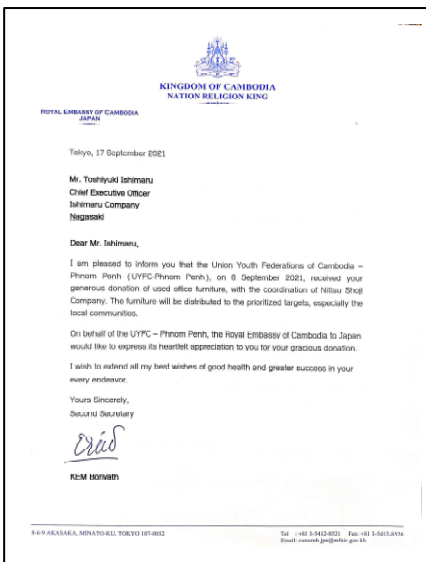 KINGDOM OF CAMBODIA
NATION RELIGION KING
ROYAL EMBASSY OF CAMBODIA
JAPAN
Tokyo, 17 September 2021
Mr. Toshiyuki Ishimaru
Chief Executive Officer
Ishimaru Company
Nagasaki
Dear Mr. Ishimaru,
I am pleased to inform you that the Union Youth Federations of Cambodia –
Phnom Penh (UYFC-Phnom Penh), on 8 September 2021, received your
generous donation of used office furniture, with the coordination of Nittsu Shoji
Company. The furniture will be distributed to the prioritized targets, especially the
local communities.
On behalf of the UYFC – Phnom Penh, the Royal Embassy of Cambodia to Japan
would like to express its heartfelt appreciation to you for your gracious donation.
I wish to extend all my best wishes of good health and greater success in your
every endeavor.
Yours Sincerely,
Second Secretary
KEM Borivath
8-6-9 AKASAKA, MINATO-KU, TOKYO 107-0052
Tel : +81 3-5412-8521 Fax: +81 3-5412-8526
Email: